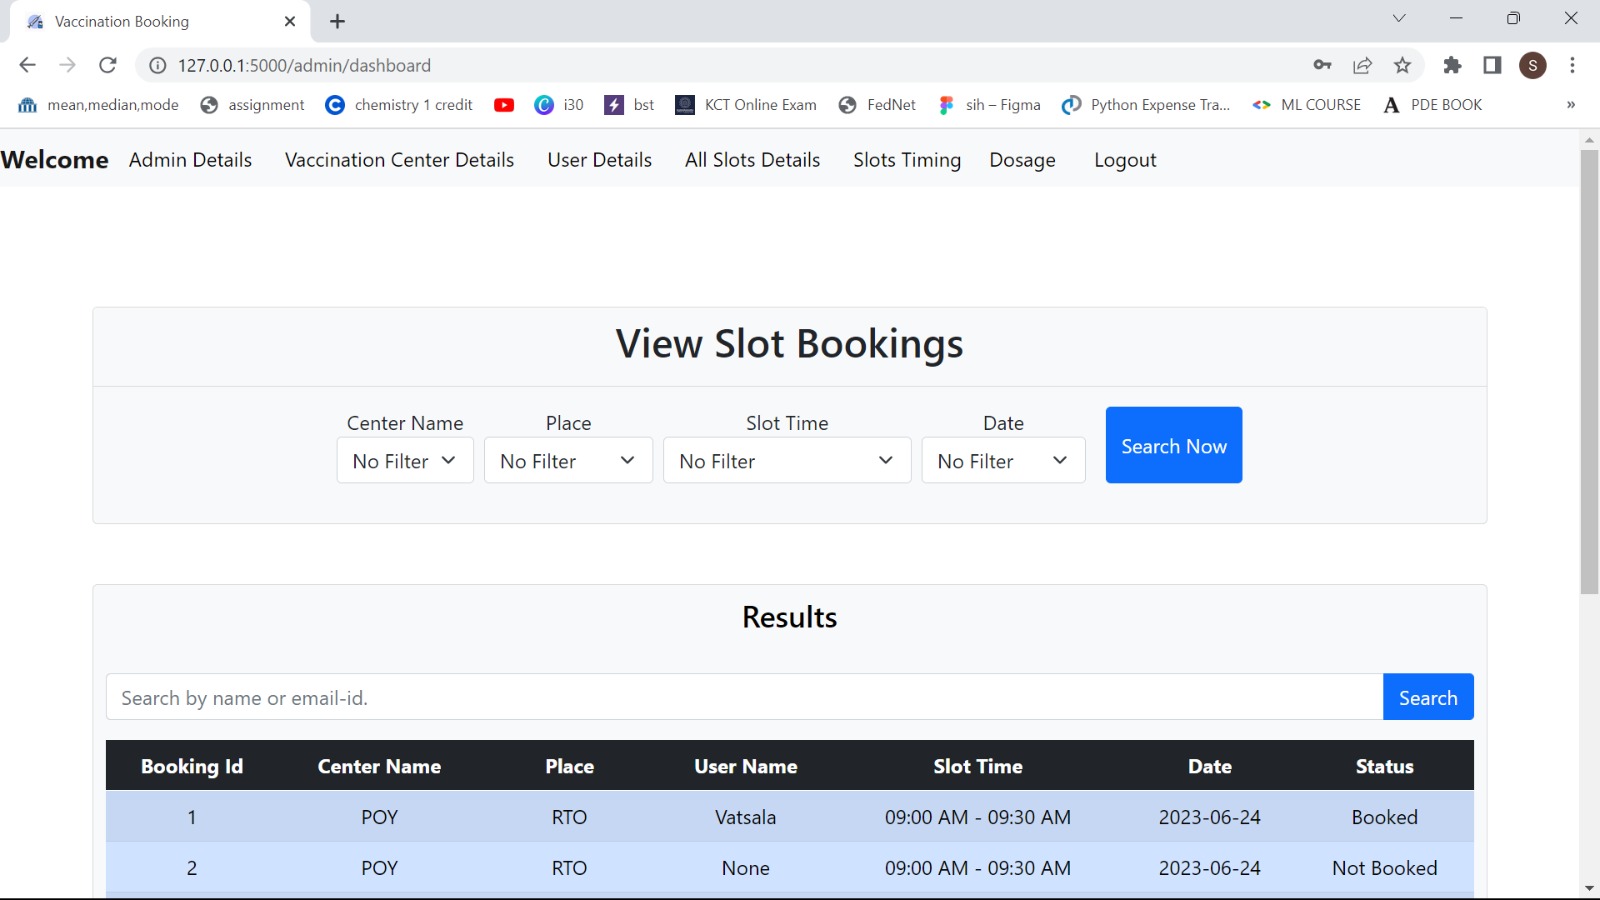 Vaccination Booking
127.0.0.1:5000/admin/dashboard
S
mean,median,mode assignment chemistry 1 credit i30 bst KCT Online Exam FedNet sih – Figma Python Expense Tra... ML COURSE PDE BOOK »
Welcome Admin Details Vaccination Center Details User Details All Slots Details Slots Timing Dosage Logout
View Slot Bookings
Center Name Place Slot Time Date
No Filter No Filter No Filter No Filter Search Now
Results
Search by name or email-id. Search
Booking Id Center Name Place User Name Slot Time Date Status
1 POY RTO Vatsala 09:00 AM - 09:30 AM 2023-06-24 Booked
2 POY RTO None 09:00 AM - 09:30 AM 2023-06-24 Not Booked